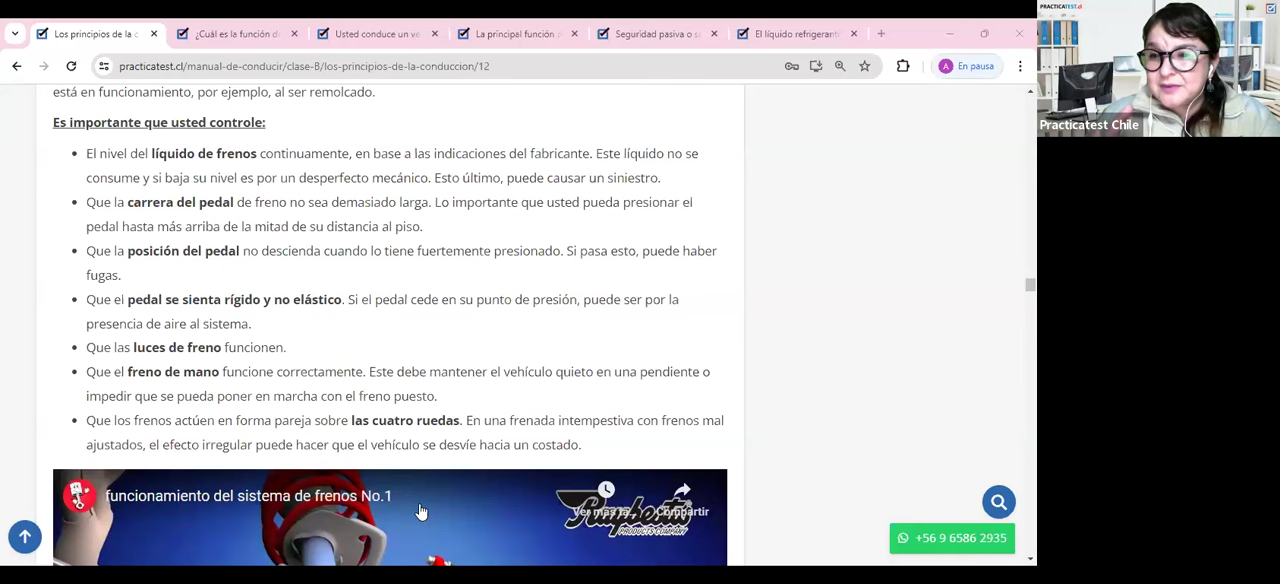 Los principios de la c
¿Cuál es la función de
Usted conduce un ve
La principal función
Seguridad pasiva o s
El líquido refrigerant
practicatest.cl/manual-de-conducir/clase-B/los-principios-de-la-conduccion/12
A En pausa
PRACTICATEST.cl
Practicatest Chile
está en funcionamiento, por ejemplo, al ser remolcado.
Es importante que usted controle:
• El nivel del líquido de frenos continuamente, en base a las indicaciones del fabricante. Este líquido no se
consume y si baja su nivel es por un desperfecto mecánico. Esto último, puede causar un siniestro.
• Que la carrera del pedal de freno no sea demasiado larga. Lo importante que usted pueda presionar el
pedal hasta más arriba de la mitad de su distancia al piso.
• Que la posición del pedal no descienda cuando lo tiene fuertemente presionado. Si pasa esto, puede haber
fugas.
• Que el pedal se sienta rígido y no elástico. Si el pedal cede en su punto de presión, puede ser por la
presencia de aire al sistema.
• Que las luces de freno funcionen.
• Que el freno de mano funcione correctamente. Este debe mantener el vehículo quieto en una pendiente o
impedir que se pueda poner en marcha con el freno puesto.
• Que los frenos actúen en forma pareja sobre las cuatro ruedas. En una frenada intempestiva con frenos mal
ajustados, el efecto irregular puede hacer que el vehículo se desvíe hacia un costado.
funcionamiento del sistema de frenos No.1
Ver más ta... Compartir
Raybestos
PRODUCTS COMPANY
+56 9 6586 2935